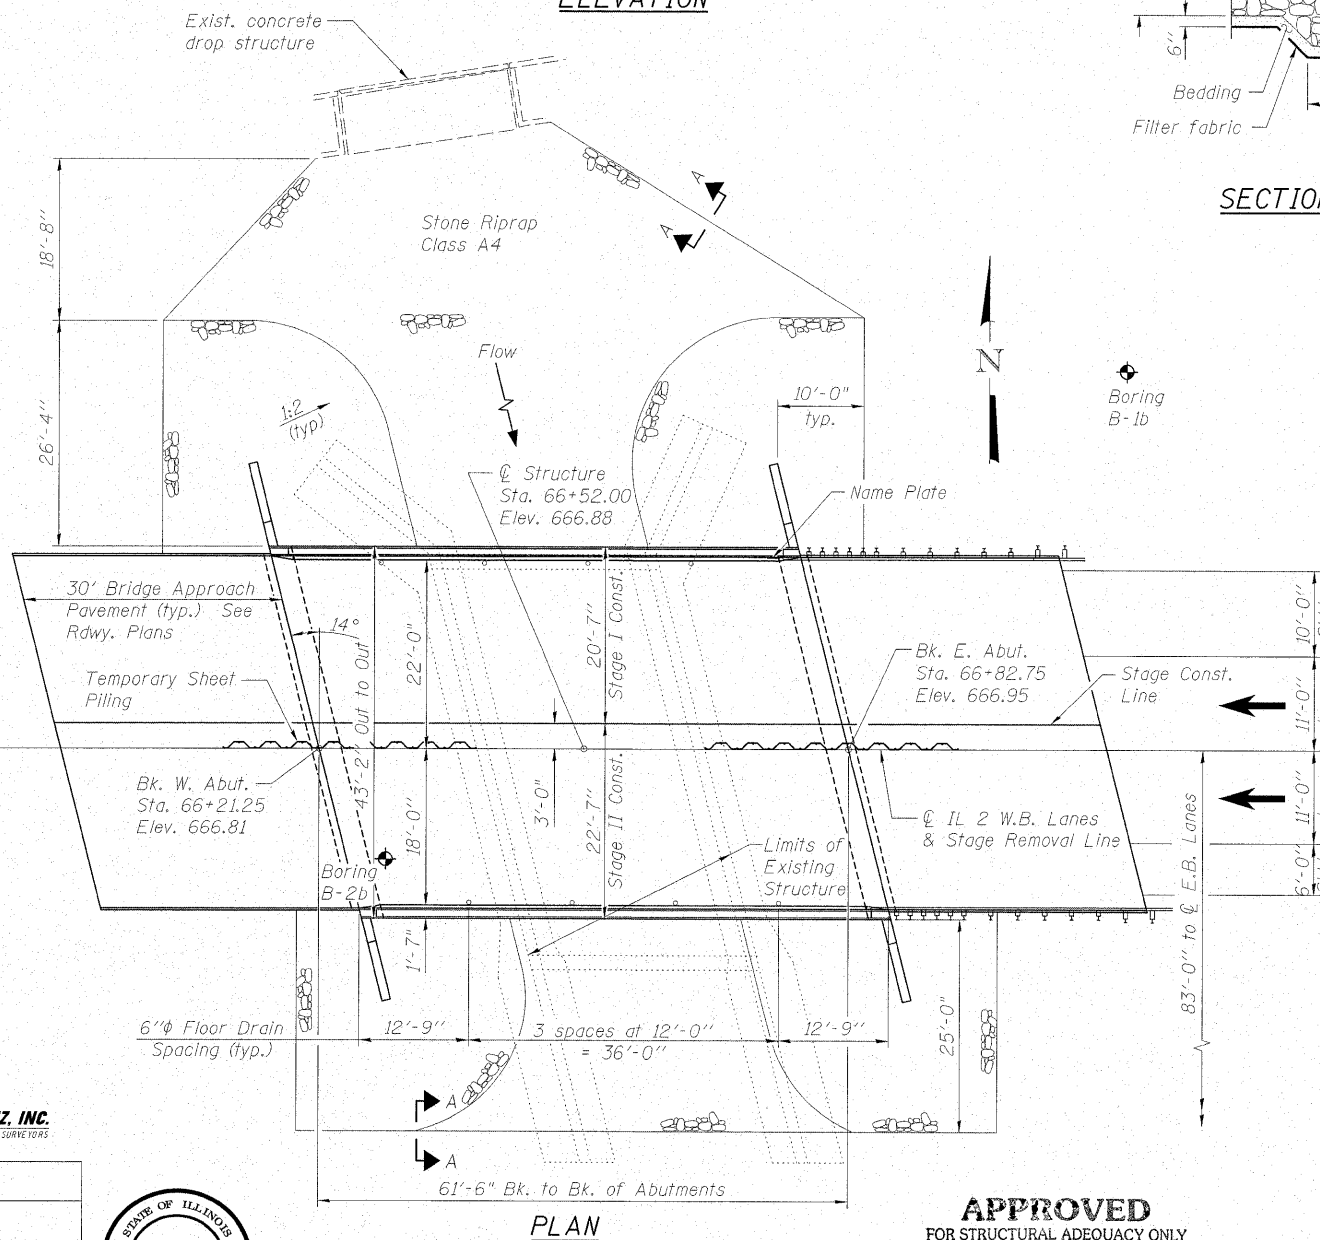 ELEVATION
Exist. concrete
drop structure
6"
Bedding
Filter fabric
SECTION
18'-8"
Stone Riprap
Class A4
A
A
Flow
N
26'-4"
1:2
(typ)
10'-0"
typ.
Boring
B-1b
℄ Structure
Sta. 66+52.00
Elev. 666.88
Name Plate
30' Bridge Approach
Pavement (typ.) See
Rdwy. Plans
14°
43'-2" Out to Out
22'-0"
20'-7"
Stage I Const.
10'-0"
Temporary Sheet
Piling
Bk. E. Abut.
Sta. 66+82.75
Elev. 666.95
Stage Const.
Line
11'-0"
Bk. W. Abut.
Sta. 66+21.25
Elev. 666.81
18'-0"
3'-0"
22'-7"
Stage II Const.
℄ IL 2 W.B. Lanes
& Stage Removal Line
11'-0"
Limits of
Existing
Structure
Boring
B-2b
6'-0"
83'-0" to ℄ E.B. Lanes
1'-7"
6"Φ Floor Drain
Spacing (typ.)
12'-9"
3 spaces at 12'-0"
= 36'-0"
12'-9"
25'-0"
A
A
Z, INC.
SURVEYORS
61'-6" Bk. to Bk. of Abutments
PLAN
STATE OF ILLINOIS
APPROVED
FOR STRUCTURAL ADEQUACY ONLY